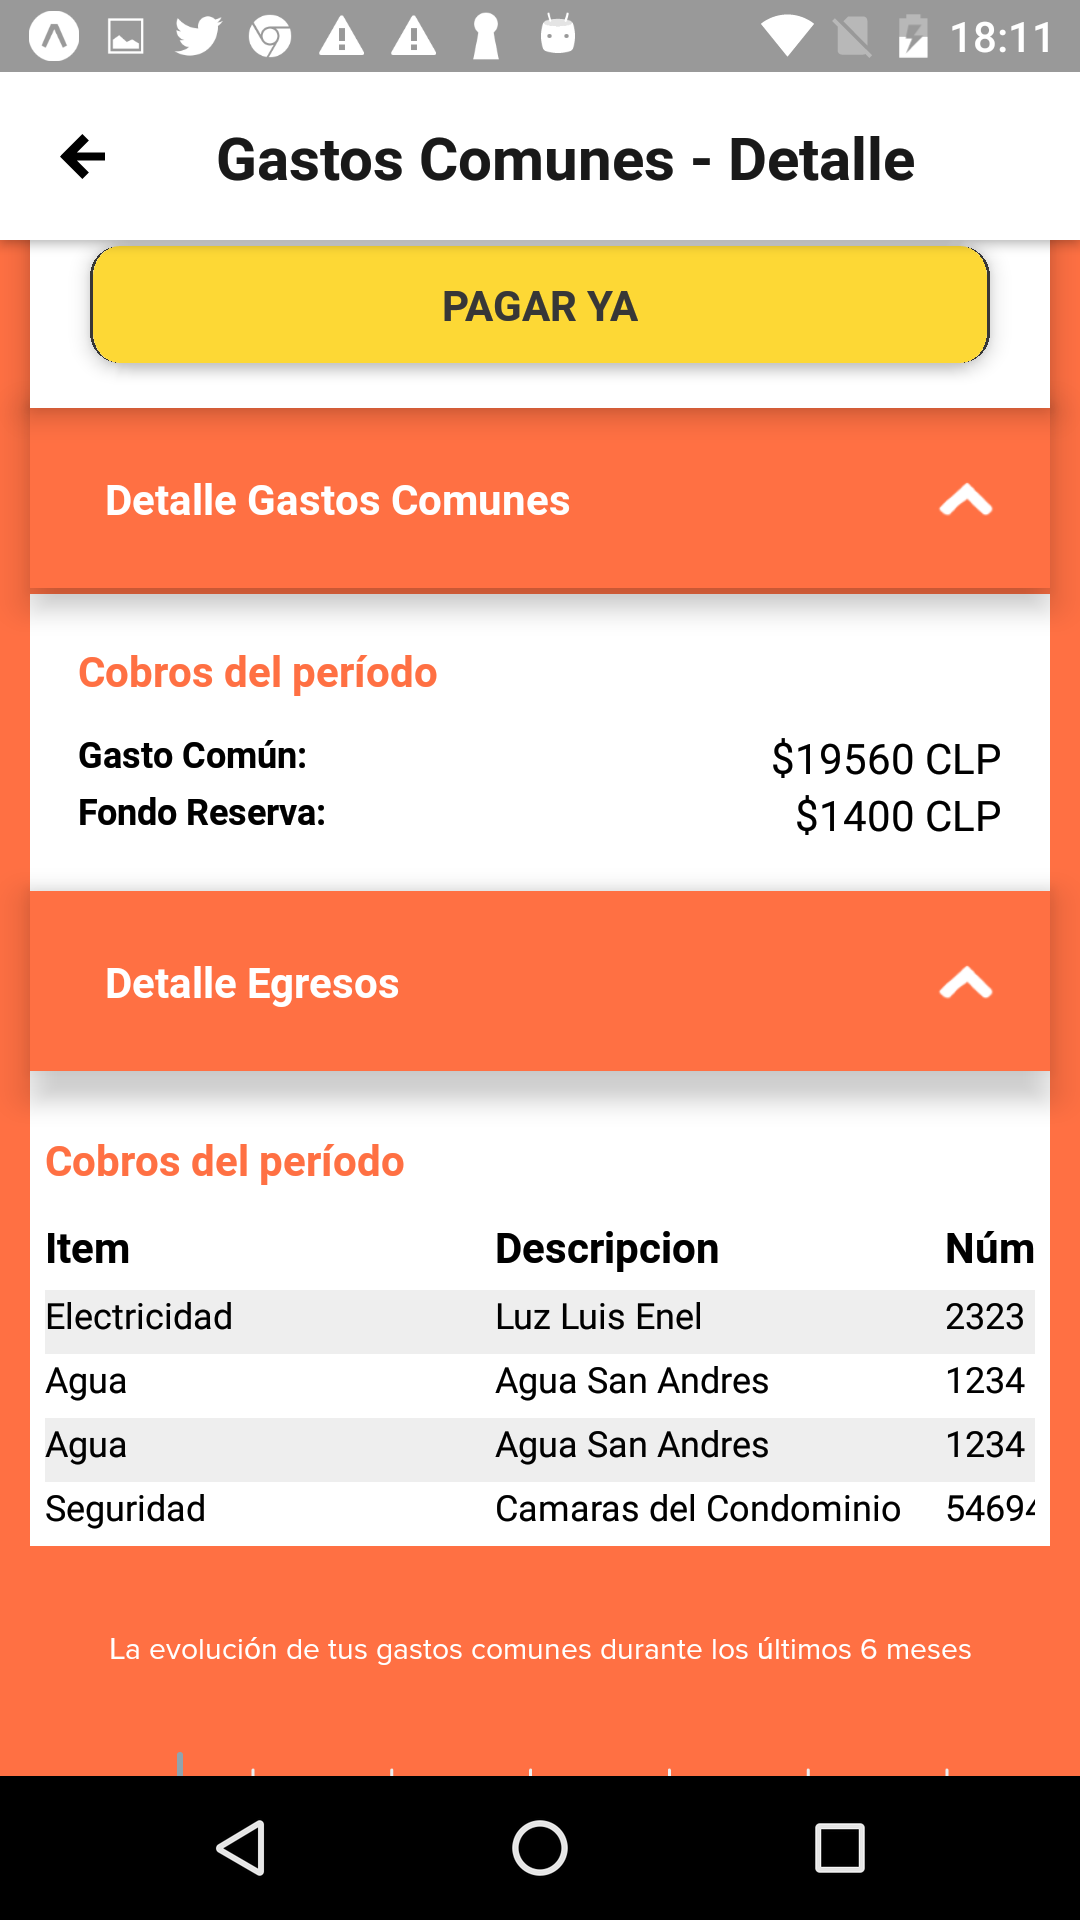 18:11
Gastos Comunes - Detalle
PAGAR YA
Detalle Gastos Comunes
Cobros del período
Gasto Común: $19560 CLP
Fondo Reserva: $1400 CLP
Detalle Egresos
Cobros del período
Item Descripcion Núm
Electricidad Luz Luis Enel 2323
Agua Agua San Andres 1234
Agua Agua San Andres 1234
Seguridad Camaras del Condominio 54694
La evolución de tus gastos comunes durante los últimos 6 meses